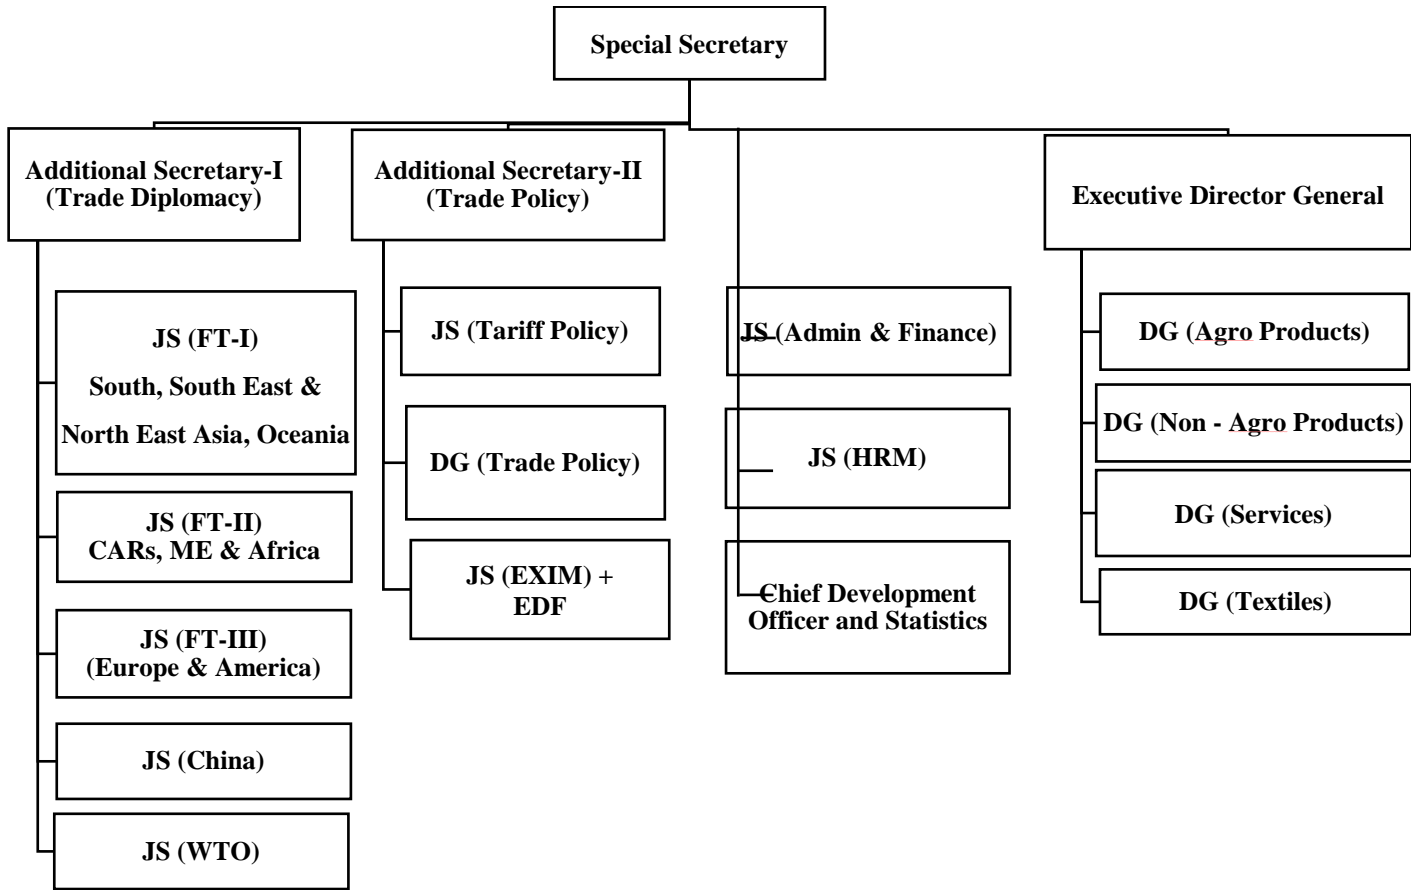 Special Secretary
Additional Secretary-I
(Trade Diplomacy)
JS (FT-I)
South, South East &
North East Asia, Oceania
JS (FT-II)
CARs, ME & Africa
JS (FT-III)
(Europe & America)
JS (China)
JS (WTO)
Additional Secretary-II
(Trade Policy)
JS (Tariff Policy)
DG (Trade Policy)
JS (EXIM) +
EDF
JS (Admin & Finance)
JS (HRM)
Chief Development
Officer and Statistics
Executive Director General
DG (Agro Products)
DG (Non - Agro Products)
DG (Services)
DG (Textiles)